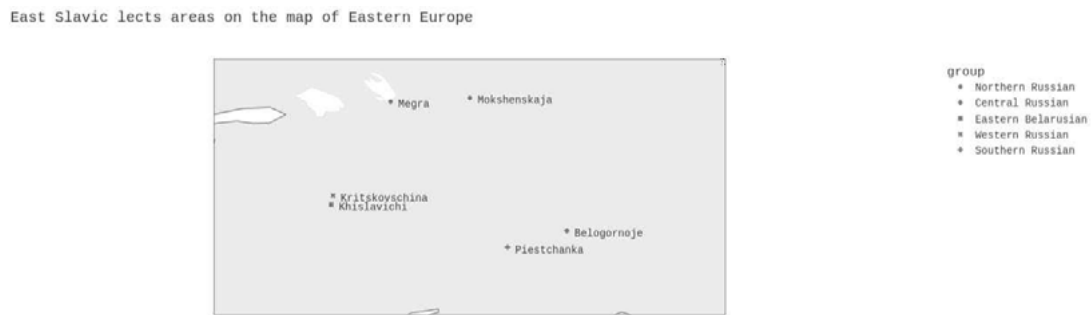 East Slavic lects areas on the map of Eastern Europe
group
Northern Russian
Central Russian
Eastern Belarusian
Western Russian
Southern Russian
Megra
Mokshenskaja
Kritskovschina
Khislavichi
Belogornoje
Piestchanka